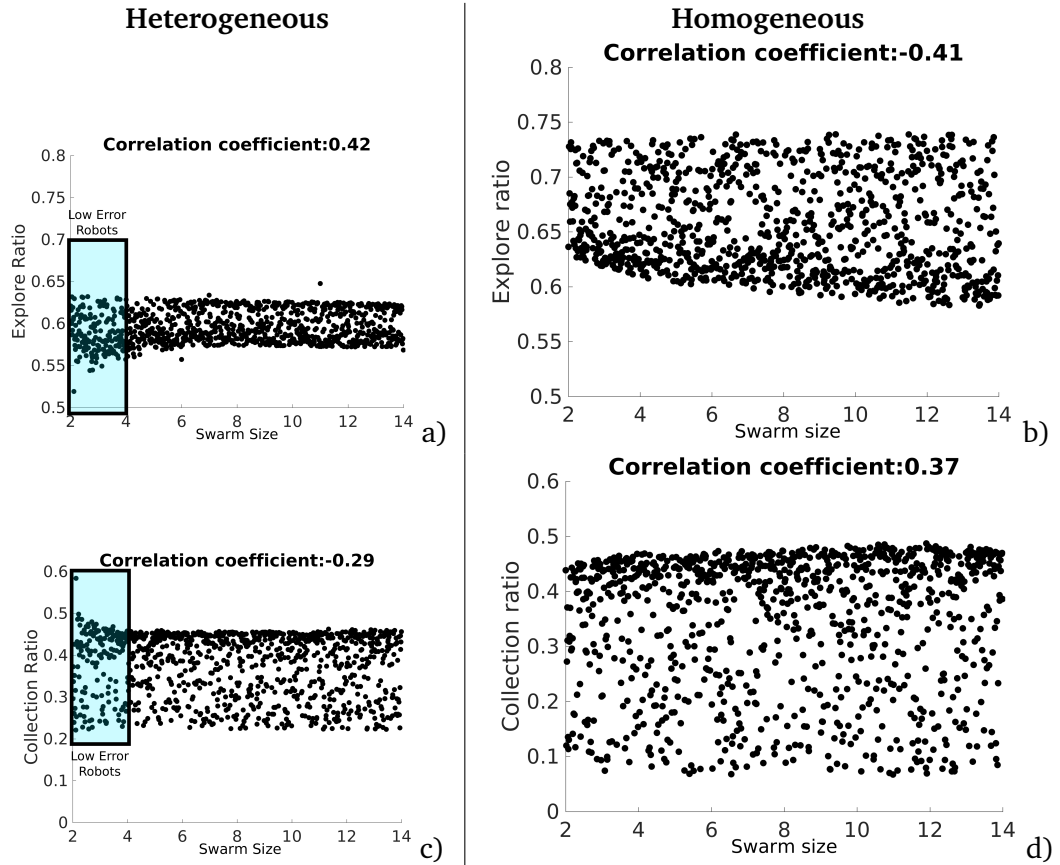 Heterogeneous
Homogeneous
Correlation coefficient:0.42
Explore Ratio
0.8
0.75
0.7
0.65
0.6
0.55
0.5
Low Error
Robots
2 4 6 8 10 12 14
Swarm Size
a)
Correlation coefficient:-0.41
Explore ratio
0.8
0.75
0.7
0.65
0.6
0.55
0.5
2 4 6 8 10 12 14
Swarm size
b)
Correlation coefficient:-0.29
Collection Ratio
0.6
0.5
0.4
0.3
0.2
0.1
0
Low Error
Robots
2 4 6 8 10 12 14
Swarm Size
c)
Correlation coefficient:0.37
Collection ratio
0.6
0.5
0.4
0.3
0.2
0.1
0
2 4 6 8 10 12 14
Swarm size
d)